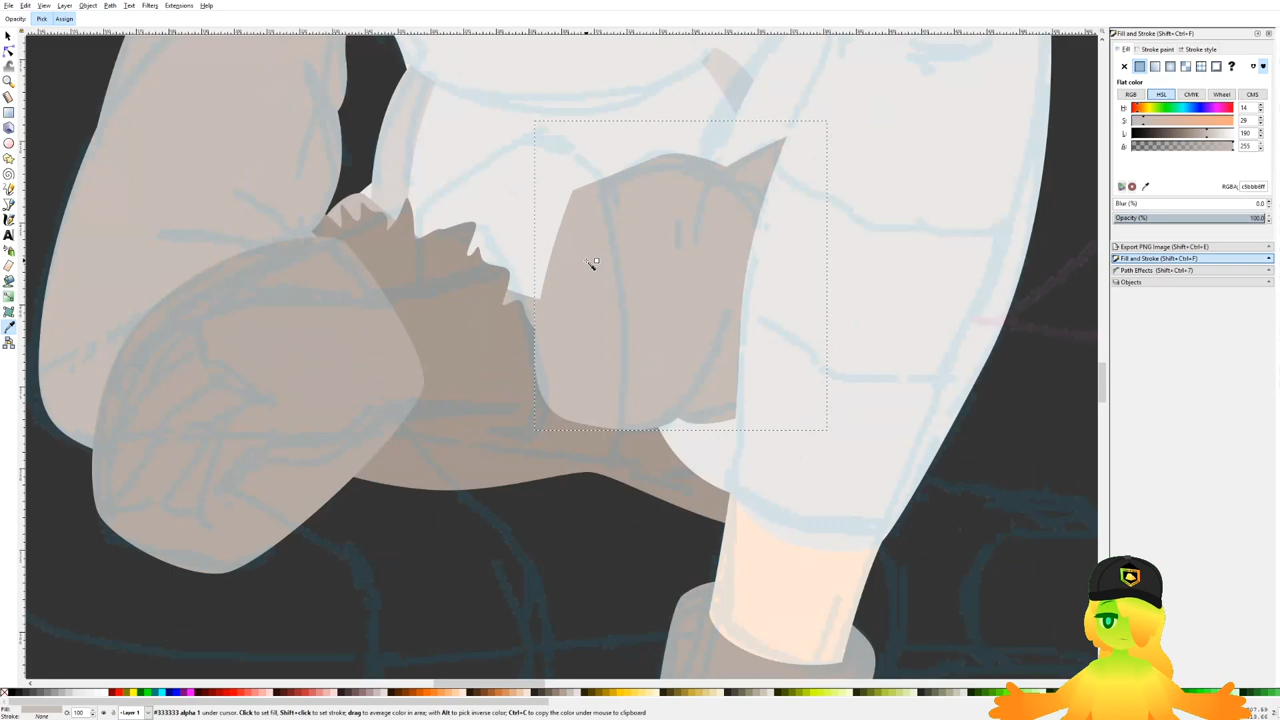 File Edit View Layer Object Path Text Filters Extensions Help
Opacity: Pick Assign
Fill and Stroke (Shift+Ctrl+F)
Fill Stroke paint Stroke style
Flat color
RGB HSL CMYK Wheel CMS
H: 14
S: 29
L: 190
A: 255
RGBA: c5bbb6ff
Blur (%) 0.0
Opacity (%) 100.0
Export PNG Image (Shift+Ctrl+E)
Fill and Stroke (Shift+Ctrl+F)
Path Effects (Shift+Ctrl+7)
Objects
Fill:
Stroke: None
O: 100
Layer 1
#333333 alpha 1 under cursor. Click to set fill, Shift+click to set stroke; drag to average color in area; with Alt to pick inverse color; Ctrl+C to copy the color under mouse to clipboard